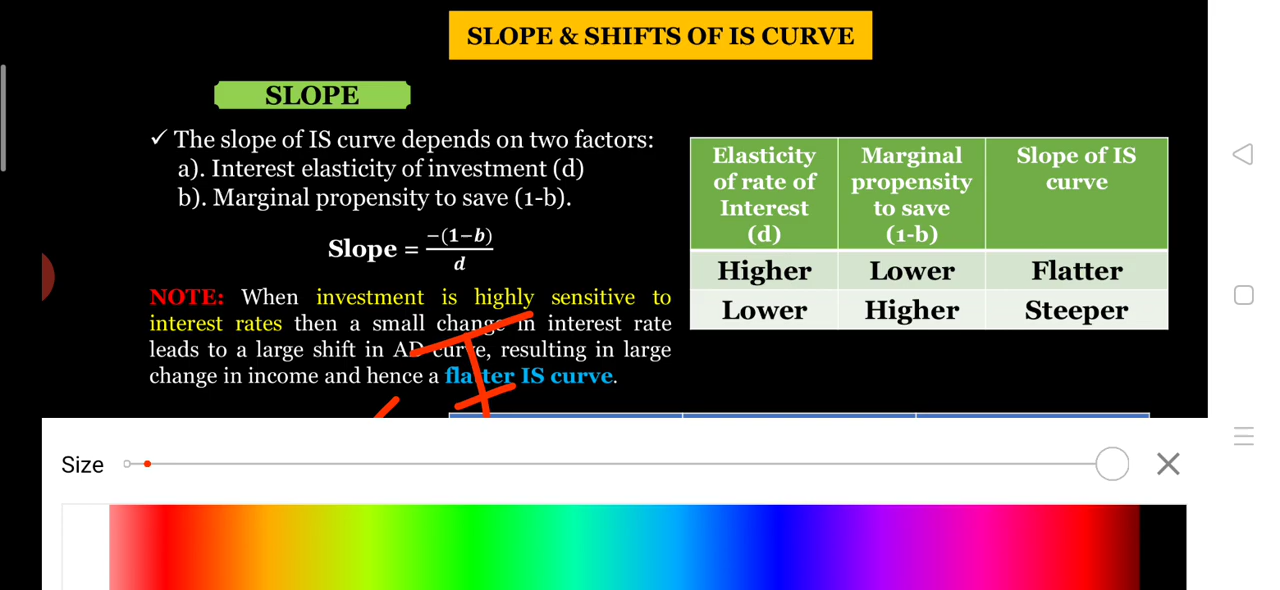 SLOPE & SHIFTS OF IS CURVE
SLOPE
✓ The slope of IS curve depends on two factors:
a). Interest elasticity of investment (d)
b). Marginal propensity to save (1-b).
Slope = −(1−b)/d
NOTE: When investment is highly sensitive to
interest rates then a small change in interest rate
leads to a large shift in AD curve, resulting in large
change in income and hence a flatter IS curve.
Elasticity of rate of Interest (d) | Marginal propensity to save (1-b) | Slope of IS curve
Higher | Lower | Flatter
Lower | Higher | Steeper
Size